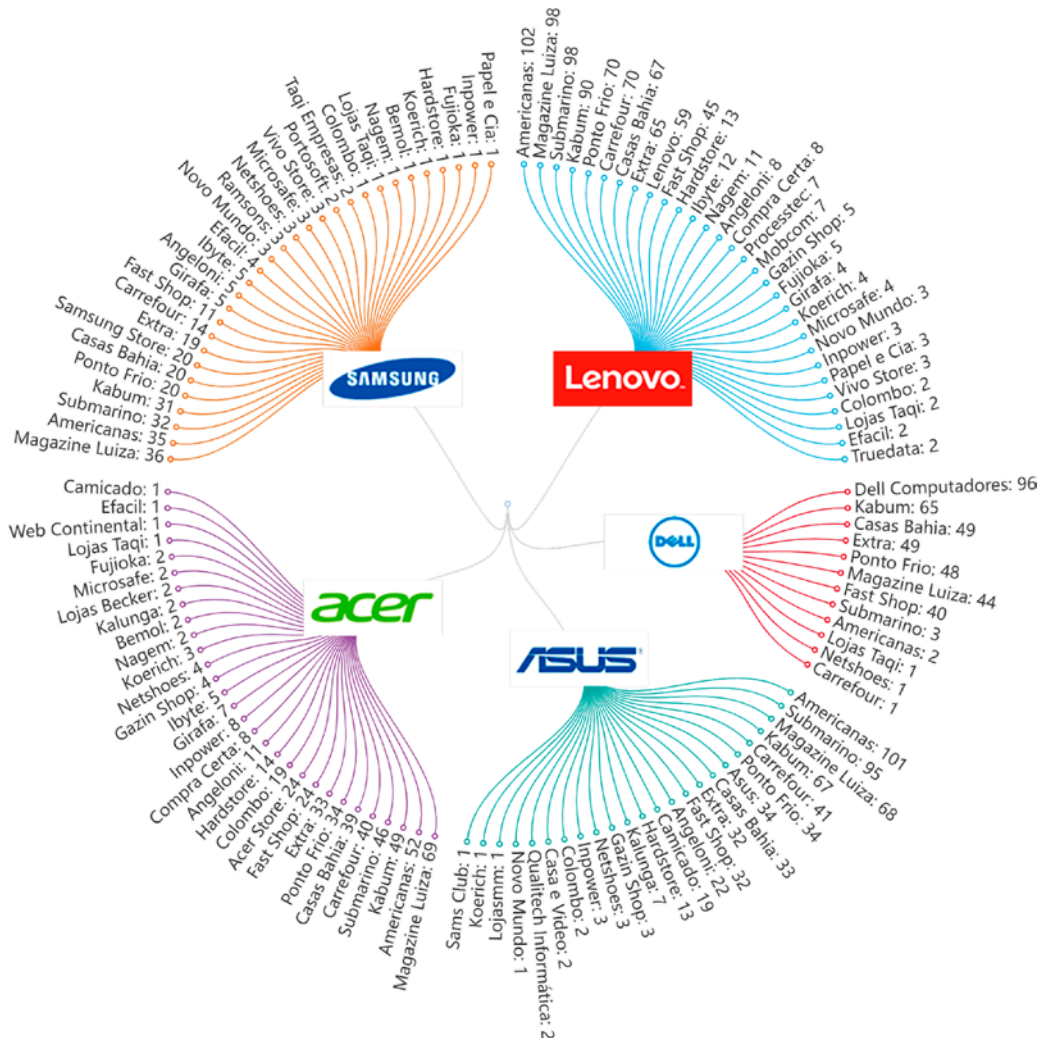 SAMSUNG
Magazine Luiza: 36
Americanas: 35
Submarino: 32
Kabum: 31
Ponto Frio: 20
Casas Bahia: 20
Samsung Store: 20
Extra: 19
Carrefour: 14
Fast Shop: 11
Girafa: 5
Angeloni: 5
Ibyte: 5
Efacil: 4
Novo Mundo: 3
Ramsons: 3
Netshoes: 3
Microsafe: 3
Vivo Store: 3
Portosoft: 2
Taqi Empresas: 2
Colombo: 1
Lojas Taqi: 1
Nagem: 1
Bemol: 1
Koerich: 1
Hardstore: 1
Fujioka: 1
Inpower: 1
Papel e Cia: 1
Lenovo
Americanas: 102
Magazine Luiza: 98
Submarino: 98
Kabum: 90
Ponto Frio: 70
Carrefour: 70
Casas Bahia: 67
Extra: 65
Lenovo: 59
Fast Shop: 45
Hardstore: 13
Ibyte: 12
Nagem: 11
Angeloni: 8
Compra Certa: 8
Processtec: 7
Mobcom: 7
Gazin Shop: 5
Fujioka: 5
Girafa: 4
Koerich: 4
Microsafe: 4
Novo Mundo: 3
Inpower: 3
Papel e Cia: 3
Vivo Store: 3
Colombo: 2
Lojas Taqi: 2
Efacil: 2
Truedata: 2
DELL
Dell Computadores: 96
Kabum: 65
Casas Bahia: 49
Extra: 49
Ponto Frio: 48
Magazine Luiza: 44
Fast Shop: 40
Submarino: 3
Americanas: 2
Lojas Taqi: 1
Netshoes: 1
Carrefour: 1
ASUS
Americanas: 101
Submarino: 95
Magazine Luiza: 68
Kabum: 67
Carrefour: 41
Ponto Frio: 34
Asus: 34
Casas Bahia: 33
Extra: 32
Fast Shop: 32
Angeloni: 22
Camicado: 19
Hardstore: 13
Kalunga: 7
Gazin Shop: 3
Netshoes: 3
Inpower: 3
Colombo: 2
Casa e Video: 2
Qualitech Informática: 2
Novo Mundo: 1
Lojasmm: 1
Koerich: 1
Sans Club: 1
acer
Camicado: 1
Efacil: 1
Web Continental: 1
Lojas Taqi: 1
Fujioka: 2
Microsafe: 2
Lojas Becker: 2
Kalunga: 2
Bemol: 2
Nagem: 2
Koerich: 3
Netshoes: 4
Gazin Shop: 4
Ibyte: 5
Girafa: 7
Inpower: 8
Compra Certa: 8
Angeloni: 11
Hardstore: 14
Colombo: 19
Acer Store: 24
Fast Shop: 24
Extra: 33
Ponto Frio: 34
Casas Bahia: 39
Carrefour: 40
Submarino: 46
Kabum: 49
Americanas: 52
Magazine Luiza: 69